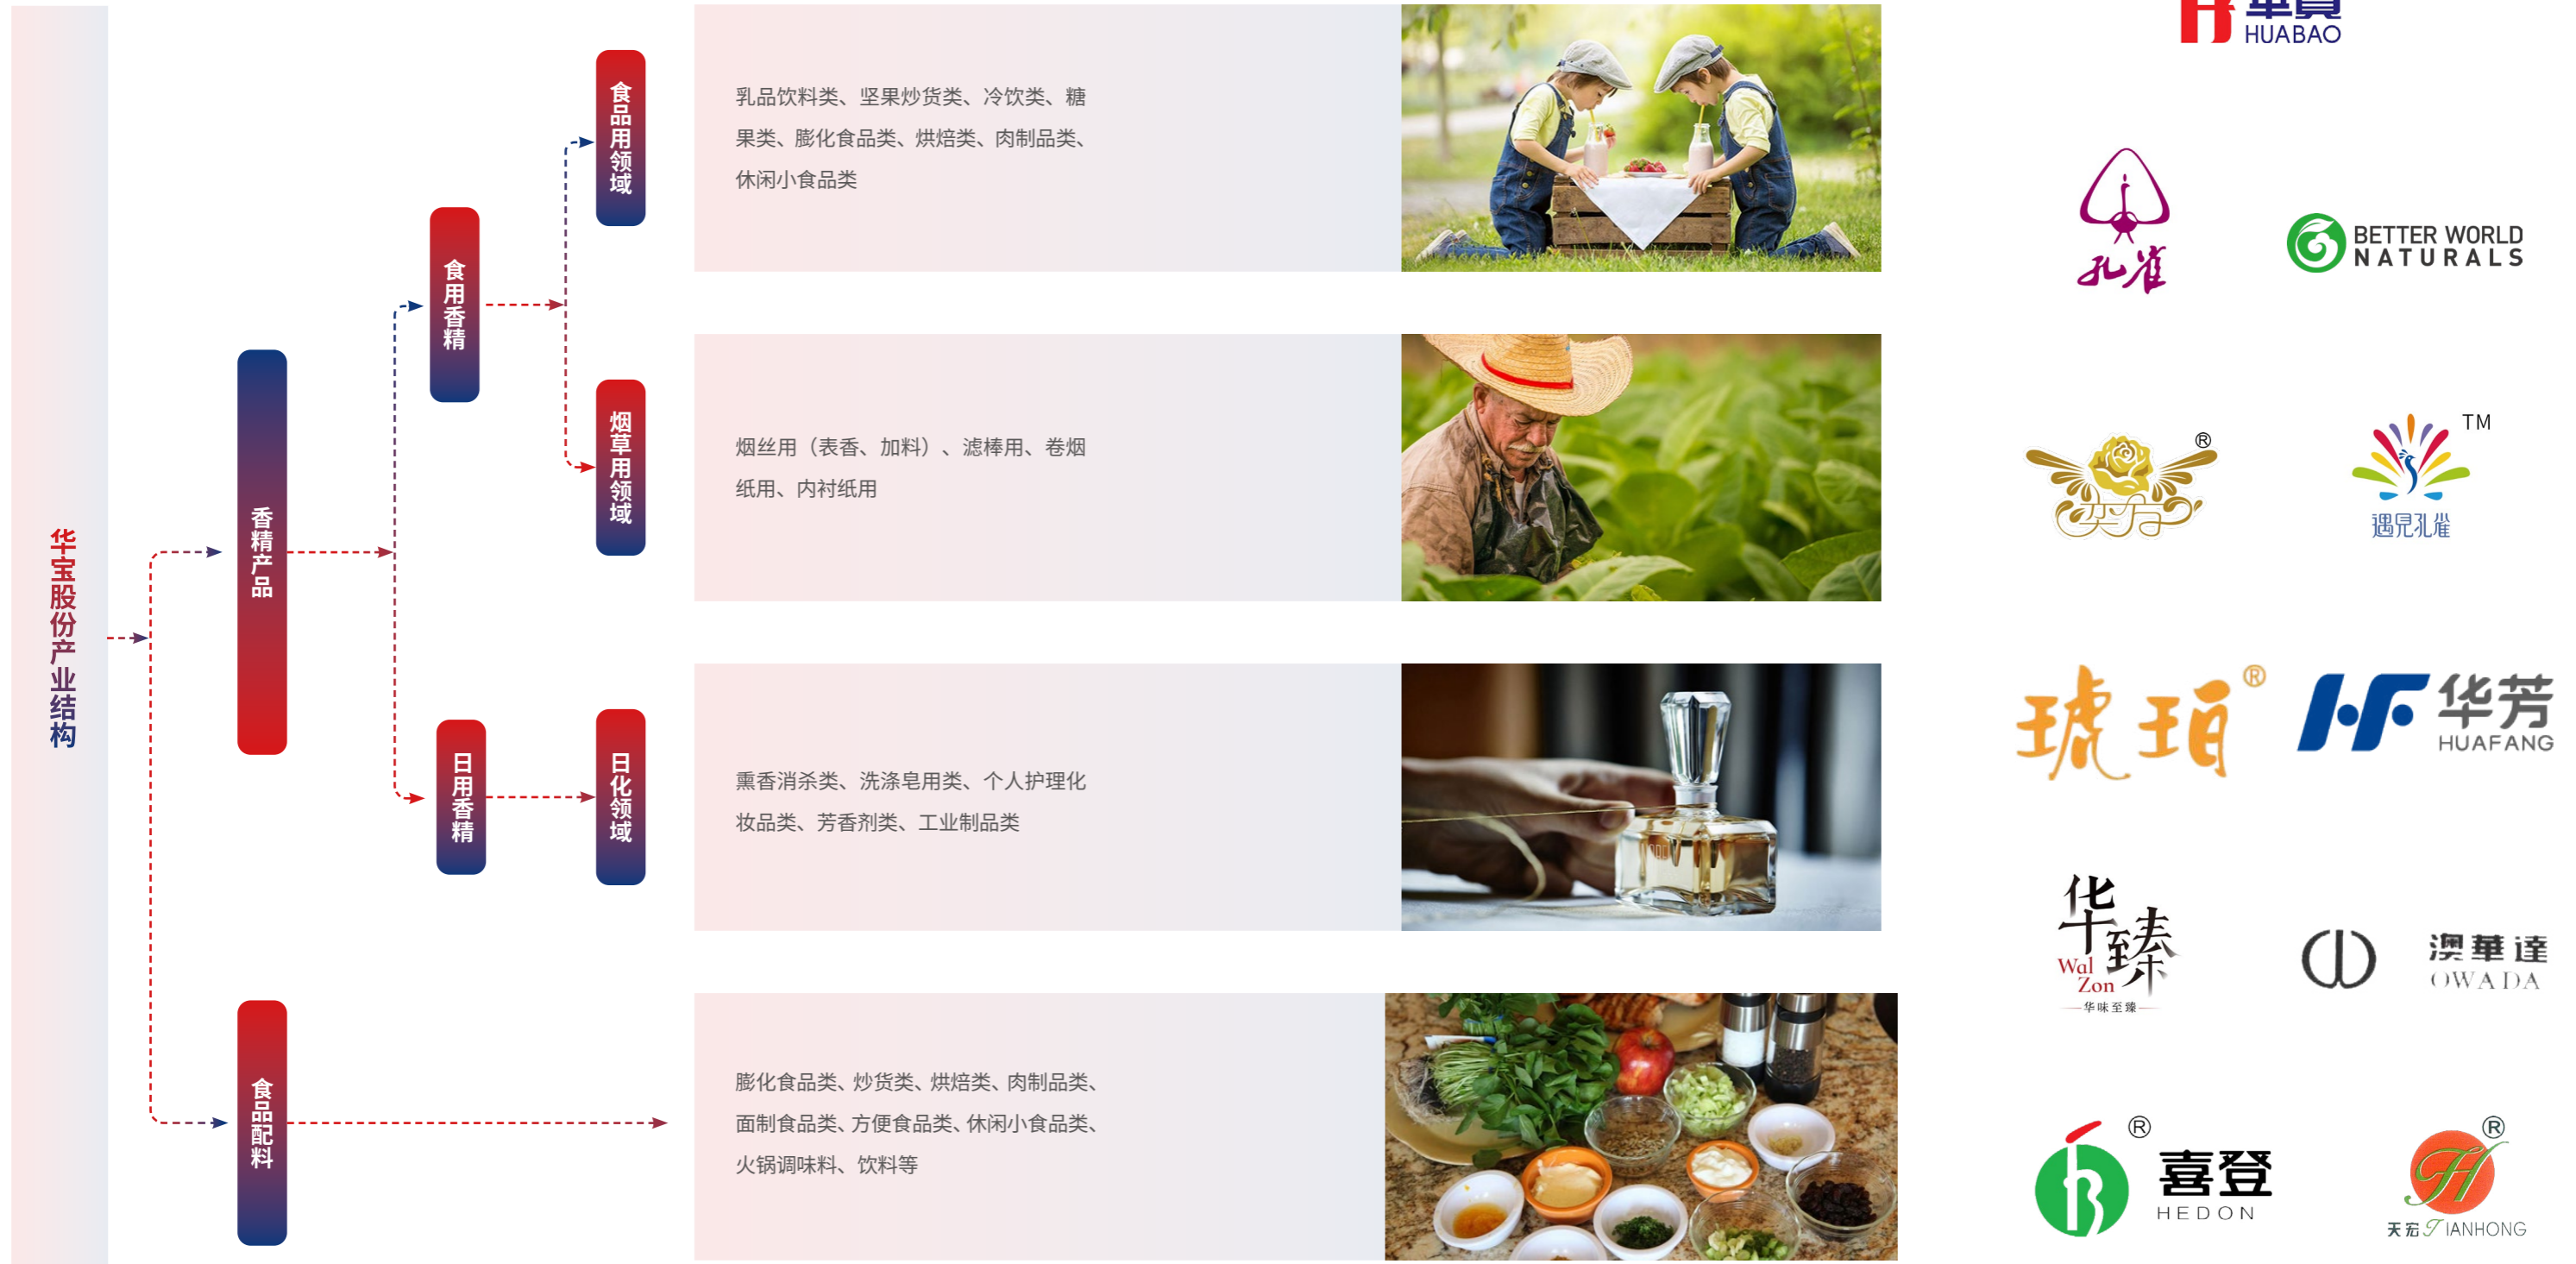 华宝股份产业结构
香精产品
食品配料
食用香精
日用香精
食品用领域
烟草用领域
日化领域
乳品饮料类、坚果炒货类、冷饮类、糖
果类、膨化食品类、烘焙类、肉制品类、
休闲小食品类
烟丝用（表香、加料）、滤棒用、卷烟
纸用、内衬纸用
熏香消杀类、洗涤皂用类、个人护理化
妆品类、芳香剂类、工业制品类
膨化食品类、炒货类、烘焙类、肉制品类、
面制食品类、方便食品类、休闲小食品类、
火锅调味料、饮料等
華寶
HUABAO
孔雀
BETTER WORLD
NATURALS
®
TM
遇見孔雀
琥珀®
华芳
HUAFANG
华臻
Wal
Zon
华味至臻
澳華達
OWADA
®
喜登
HEDON
®
天宏 TIANHONG